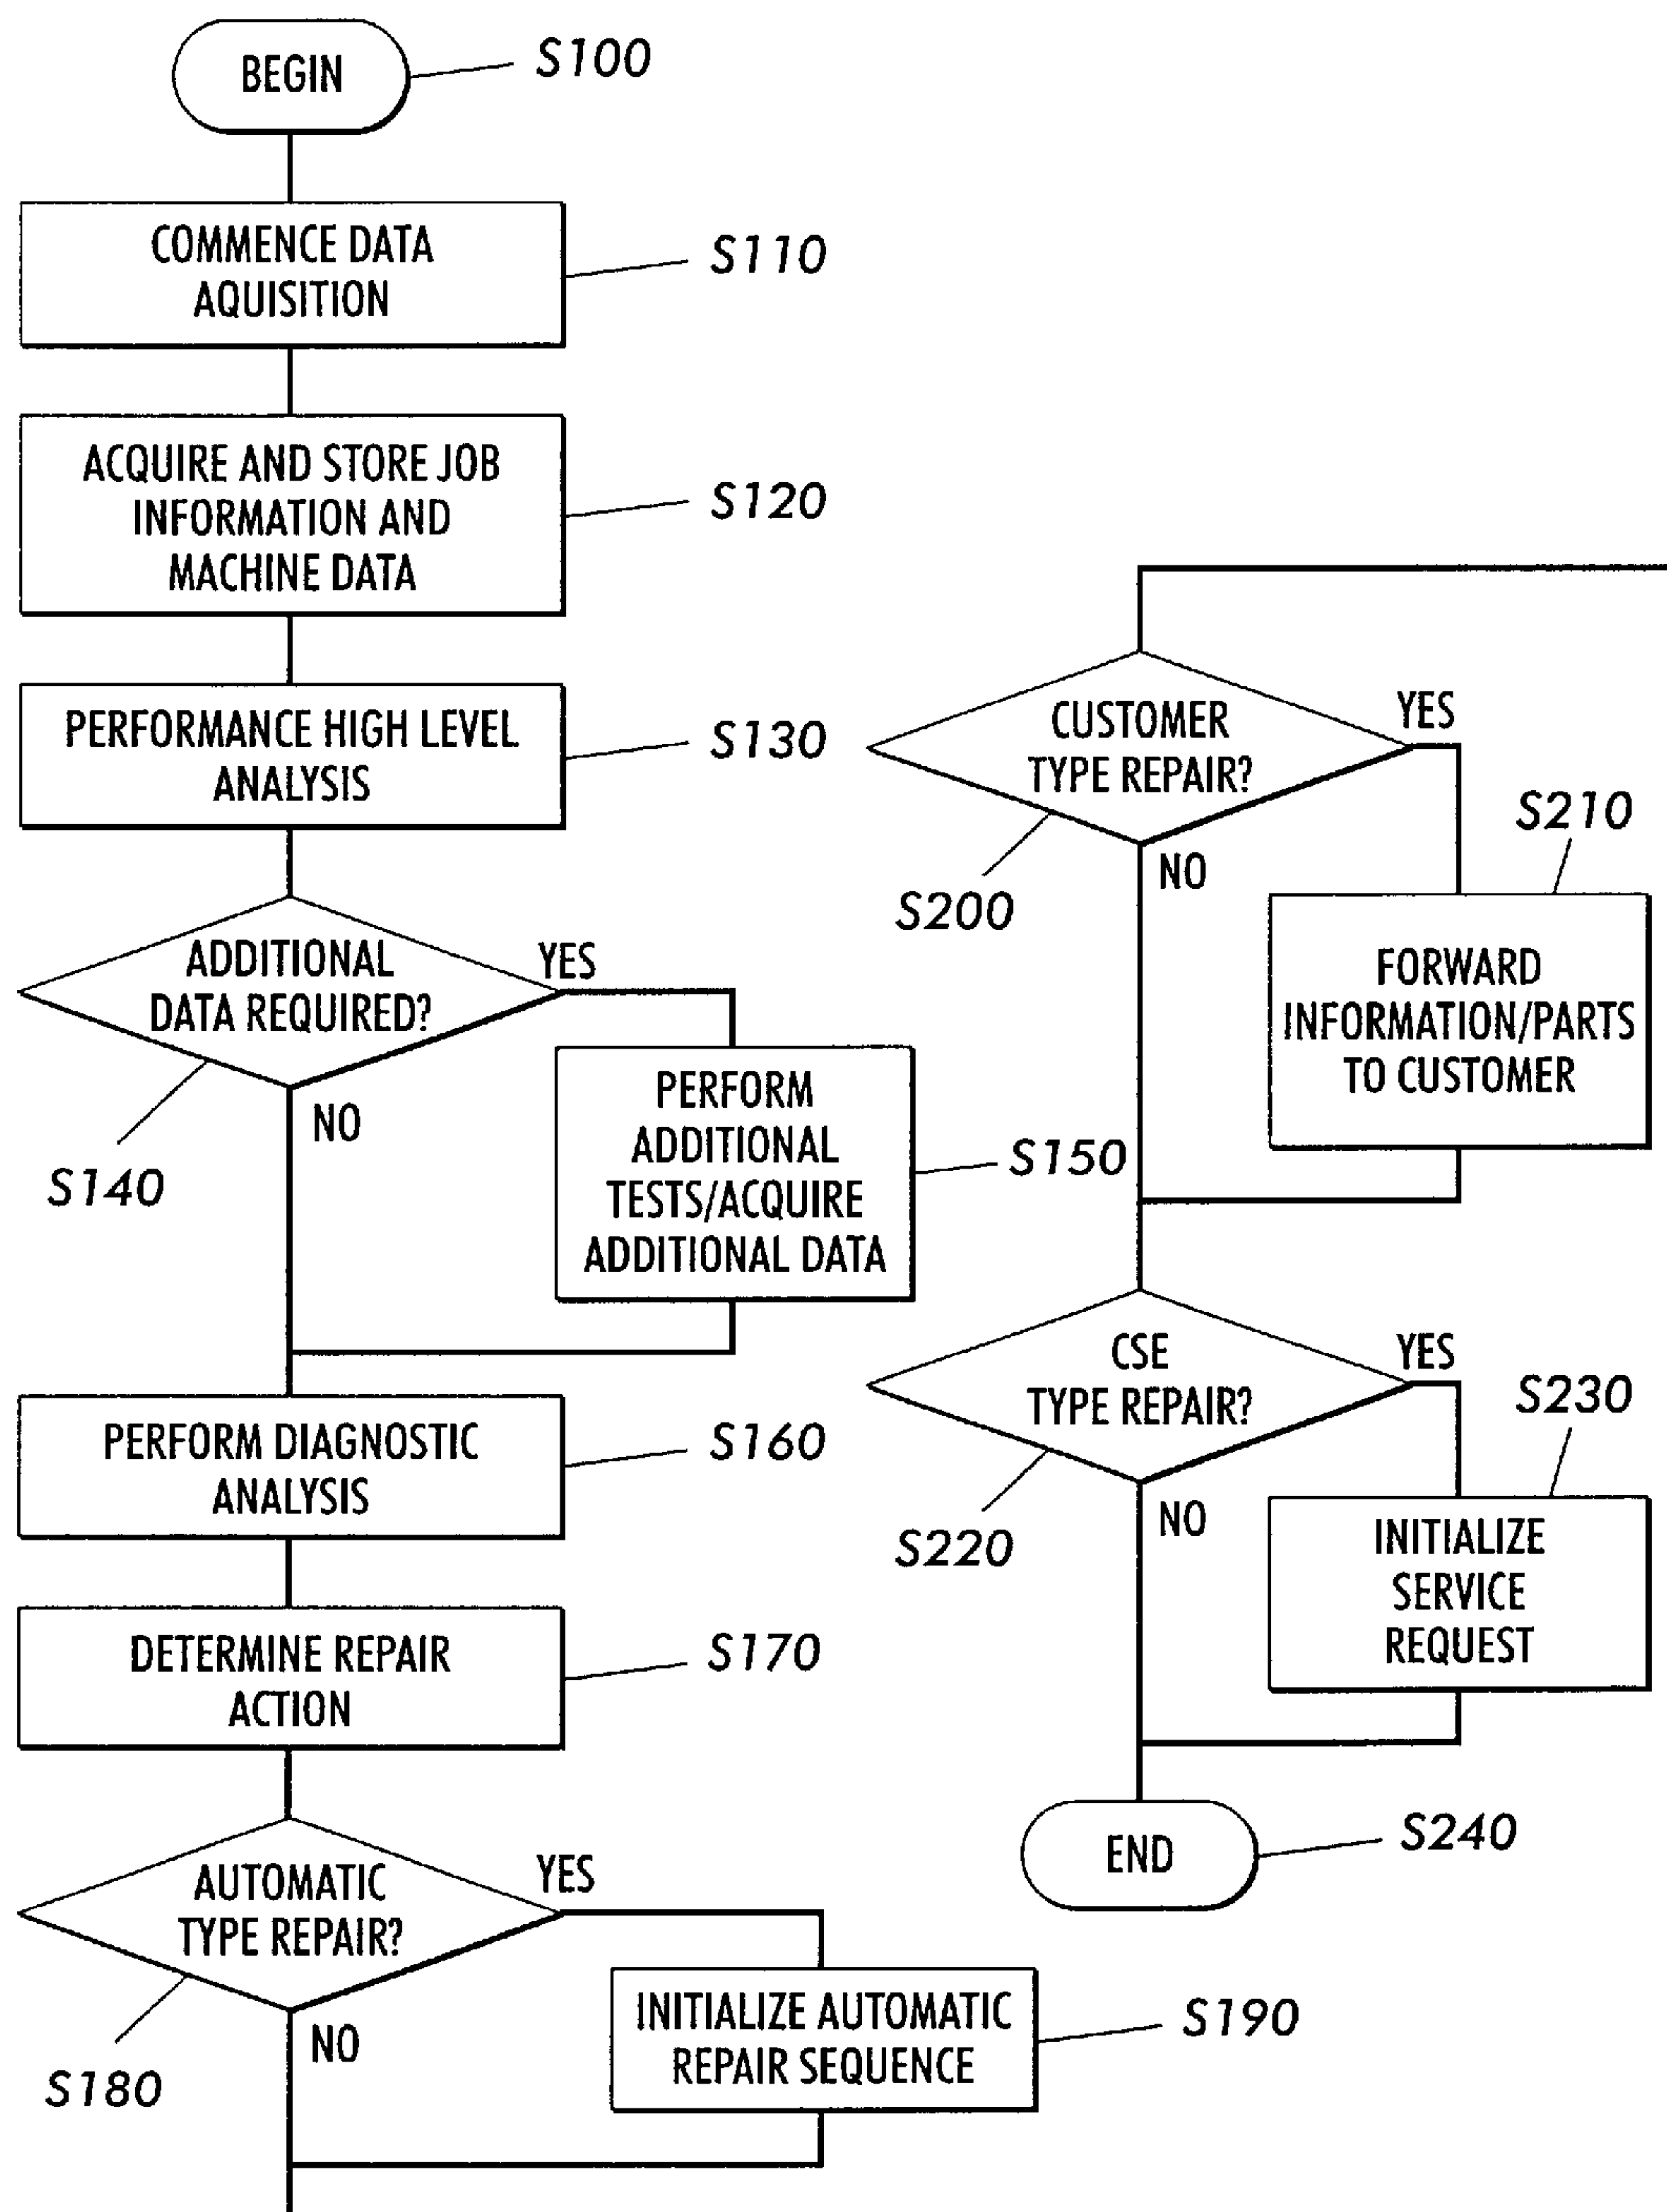 BEGIN
S100
COMMENCE DATA
AQUISITION
S110
ACQUIRE AND STORE JOB
INFORMATION AND
MACHINE DATA
S120
PERFORMANCE HIGH LEVEL
ANALYSIS
S130
ADDITIONAL
DATA REQUIRED?
YES
NO
S140
PERFORM
ADDITIONAL
TESTS/ACQUIRE
ADDITIONAL DATA
S150
PERFORM DIAGNOSTIC
ANALYSIS
S160
DETERMINE REPAIR
ACTION
S170
AUTOMATIC
TYPE REPAIR?
YES
NO
S180
INITIALIZE AUTOMATIC
REPAIR SEQUENCE
S190
CUSTOMER
TYPE REPAIR?
YES
NO
S200
S210
FORWARD
INFORMATION/PARTS
TO CUSTOMER
CSE
TYPE REPAIR?
YES
NO
S220
S230
INITIALIZE
SERVICE
REQUEST
END
S240